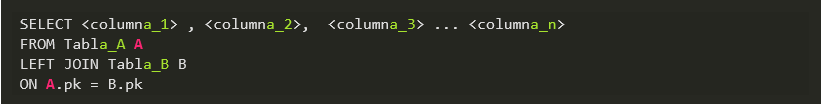 SELECT <columna_1> , <columna_2>,  <columna_3> ... <columna_n>
FROM Tabla_A A
LEFT JOIN Tabla_B B
ON A.pk = B.pk